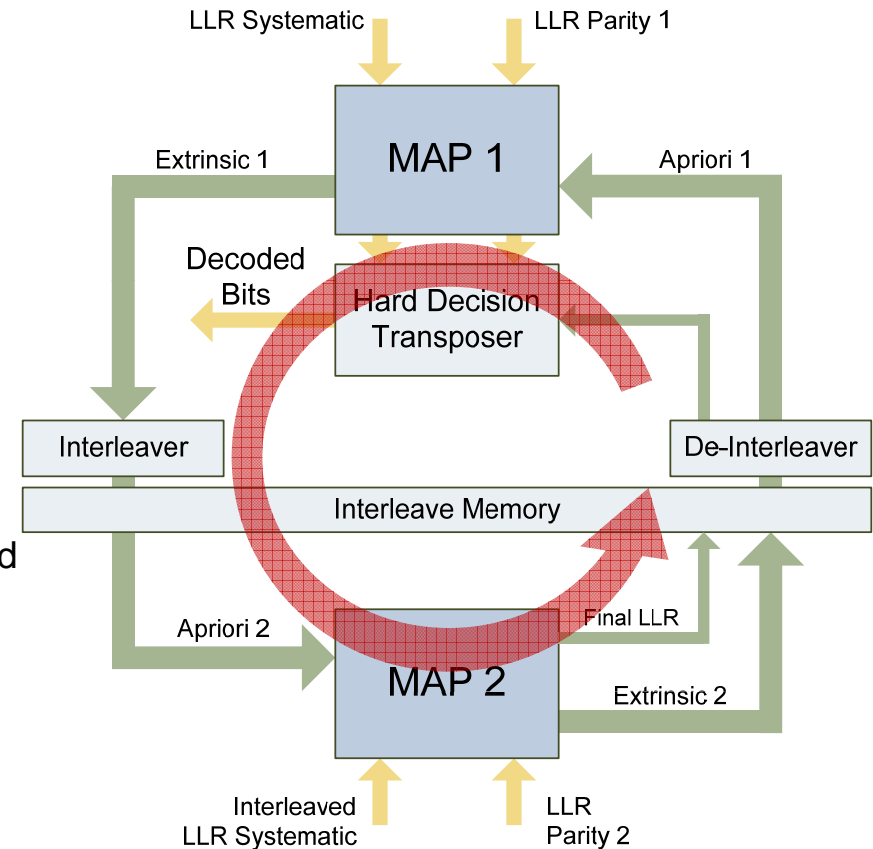 LLR Systematic
LLR Parity 1
MAP 1
Extrinsic 1
Apriori 1
Decoded
Bits
Hard Decision
Transposer
Interleaver
De-Interleaver
Interleave Memory
d
Apriori 2
Final LLR
MAP 2
Extrinsic 2
Interleaved
LLR Systematic
LLR
Parity 2